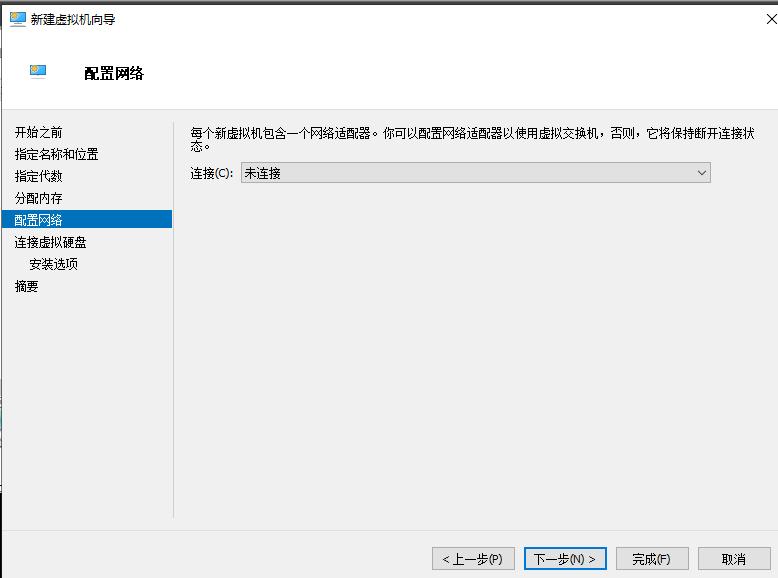 新建虚拟机向导
配置网络
开始之前
指定名称和位置
指定代数
分配内存
配置网络
连接虚拟硬盘
安装选项
摘要
每个新虚拟机包含一个网络适配器。你可以配置网络适配器以使用虚拟交换机，否则，它将保持断开连接状
态。
连接(C): 未连接
< 上一步(P) 下一步(N) > 完成(F) 取消